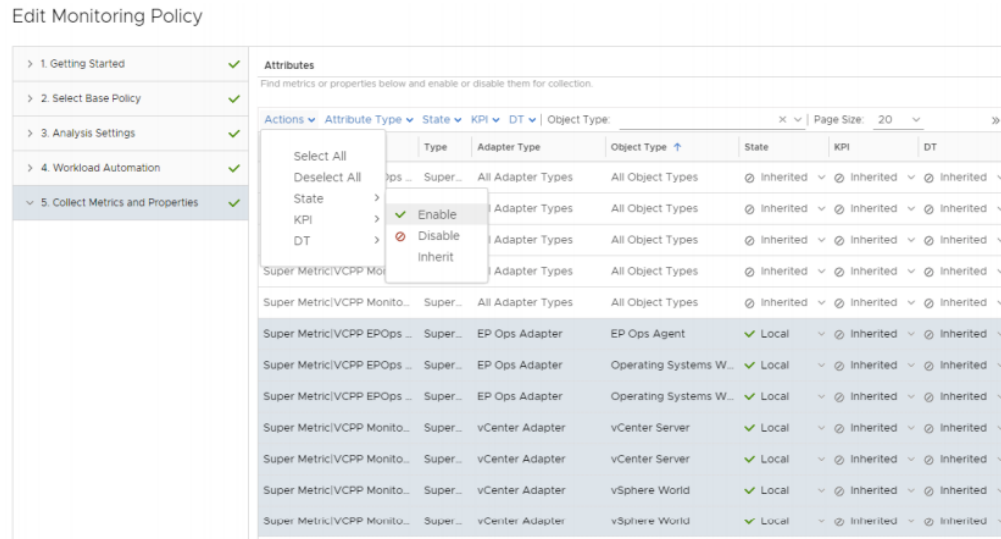 Edit Monitoring Policy
1. Getting Started
2. Select Base Policy
3. Analysis Settings
4. Workload Automation
5. Collect Metrics and Properties
Attributes
Find metrics or properties below and enable or disable them for collection.
Actions Attribute Type State KPI DT Object Type: Page Size: 20
Type Adapter Type Object Type State KPI DT
Select All
Deselect All
State
KPI
DT
Enable
Disable
Inherit
Ops ... Super... All Adapter Types All Object Types Inherited Inherited Inherited
Adapter Types All Object Types Inherited Inherited Inherited
Adapter Types All Object Types Inherited Inherited Inherited
Super Metric|VCPP Mo Adapter Types All Object Types Inherited Inherited Inherited
Super Metric|VCPP Monito... Super... All Adapter Types All Object Types Inherited Inherited Inherited
Super Metric|VCPP EPOps ... Super... EP Ops Adapter EP Ops Agent Local Inherited Inherited
Super Metric|VCPP EPOps ... Super... EP Ops Adapter Operating Systems W... Local Inherited Inherited
Super Metric|VCPP EPOps ... Super... EP Ops Adapter Operating Systems W... Local Inherited Inherited
Super Metric|VCPP Monito... Super... vCenter Adapter vCenter Server Local Inherited Inherited
Super Metric|VCPP Monito... Super... vCenter Adapter vCenter Server Local Inherited Inherited
Super Metric|VCPP Monito... Super... vCenter Adapter vSphere World Local Inherited Inherited
Super Metric|VCPP Monito... Super... vCenter Adapter vSphere World Local Inherited Inherited